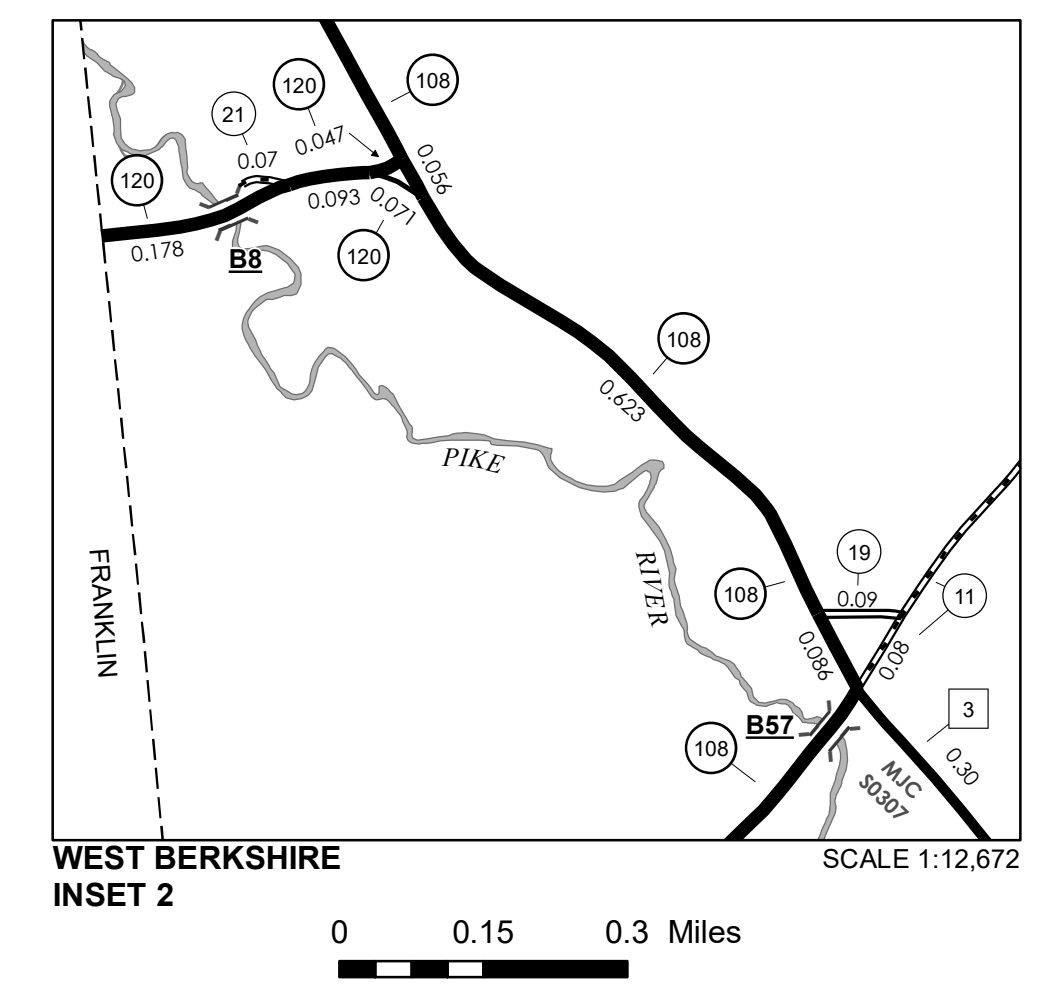 108
120
21
0.047
0.07
0.056
120
0.093
0.071
0.178
120
B8
108
0.623
PIKE
FRANKLIN
RIVER
19
108
0.09
11
0.086
0.08
3
B57
108
0.30
MJC
S0307
WEST BERKSHIRE
SCALE 1:12,672
INSET 2
0 0.15 0.3 Miles